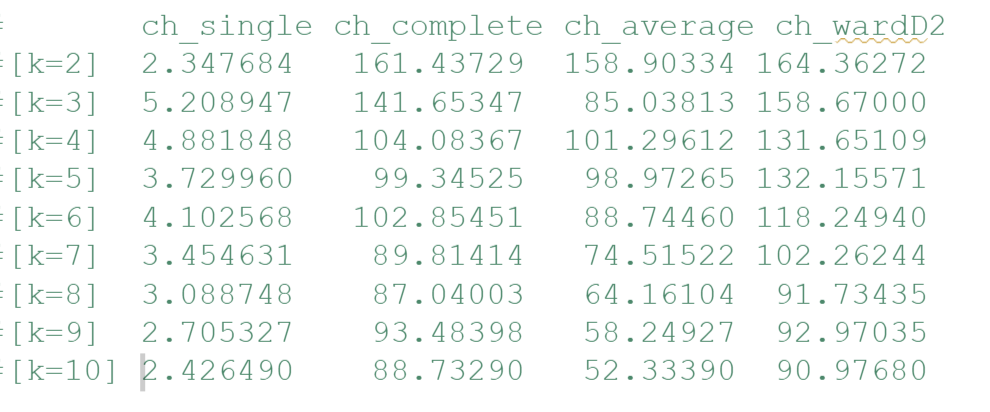 # ch_single ch_complete ch_average ch_wardD2
#[k=2] 2.347684 161.43729 158.90334 164.36272
#[k=3] 5.208947 141.65347 85.03813 158.67000
#[k=4] 4.881848 104.08367 101.29612 131.65109
#[k=5] 3.729960 99.34525 98.97265 132.15571
#[k=6] 4.102568 102.85451 88.74460 118.24940
#[k=7] 3.454631 89.81414 74.51522 102.26244
#[k=8] 3.088748 87.04003 64.16104 91.73435
#[k=9] 2.705327 93.48398 58.24927 92.97035
#[k=10] 2.426490 88.73290 52.33390 90.97680